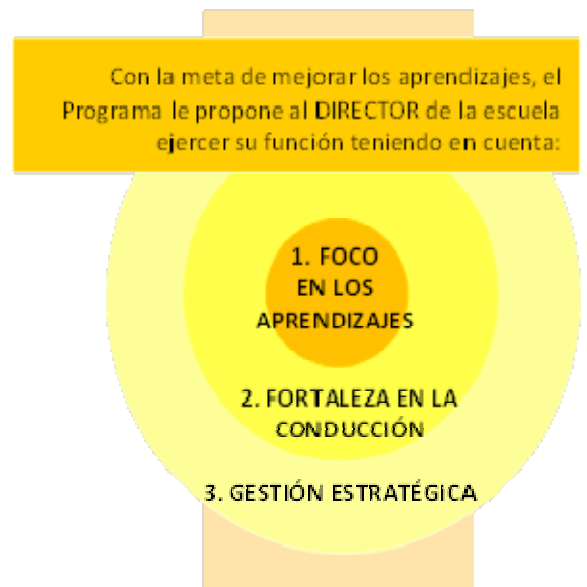 Con la meta de mejorar los aprendizajes, el
Programa le propone al DIRECTOR de la escuela
ejercer su función teniendo en cuenta:
1. FOCO
EN LOS
APRENDIZAJES
2. FORTALEZA EN LA
CONDUCCIÓN
3. GESTIÓN ESTRATÉGICA